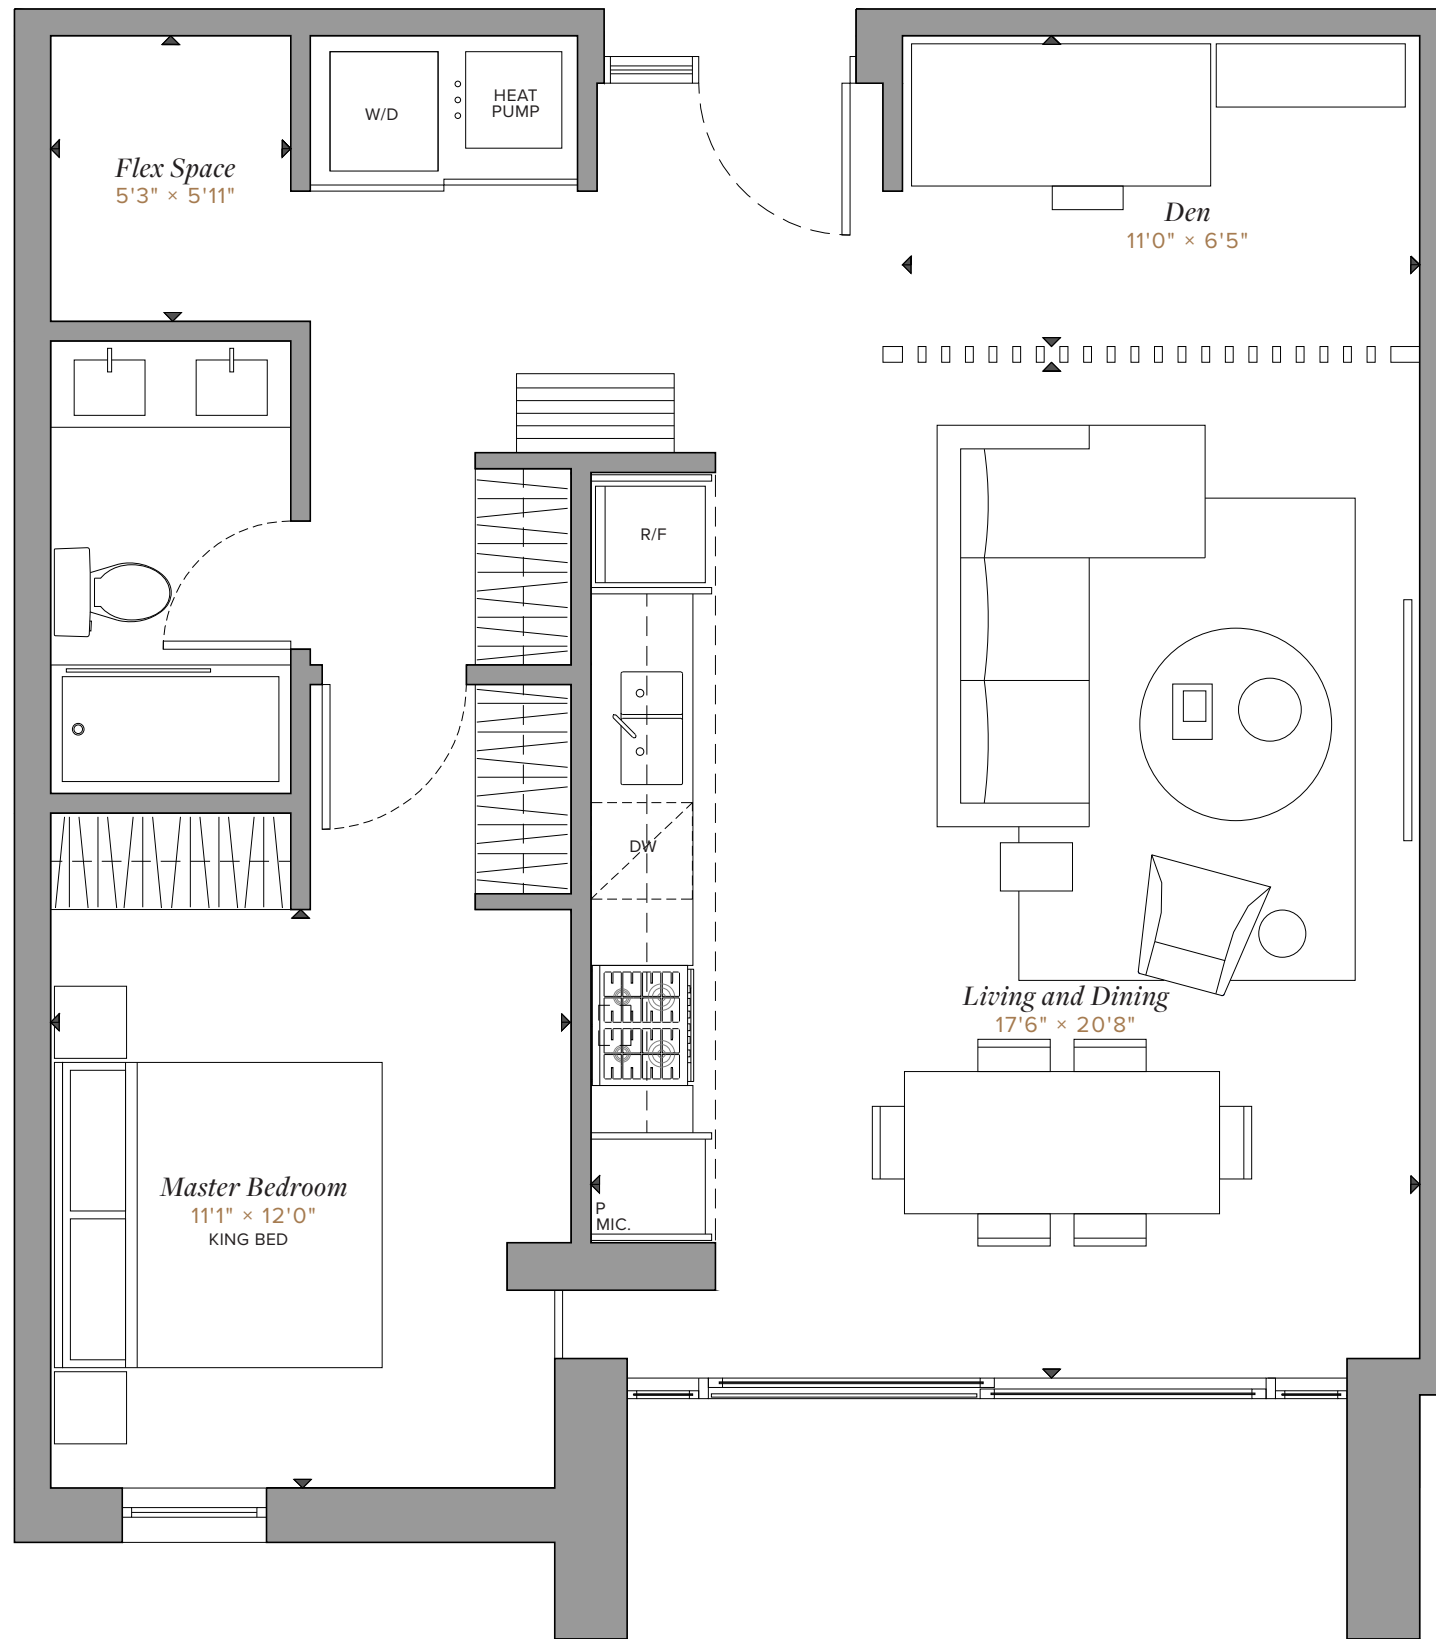 W/D
HEAT
PUMP
Flex Space
5'3" × 5'11"
Den
11'0" × 6'5"
R/F
DW
Living and Dining
17'6" × 20'8"
Master Bedroom
11'1" × 12'0"
KING BED
P
MIC.